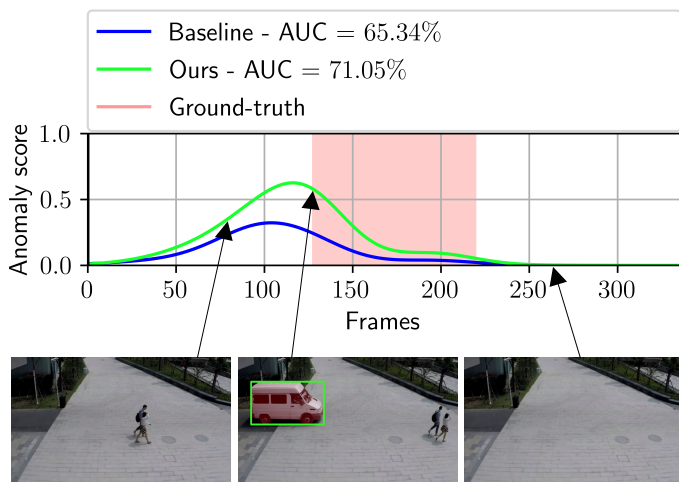 Baseline - AUC = 65.34%
Ours - AUC = 71.05%
Ground-truth
Anomaly score
1.0
0.5
0.0
0 50 100 150 200 250 300
Frames